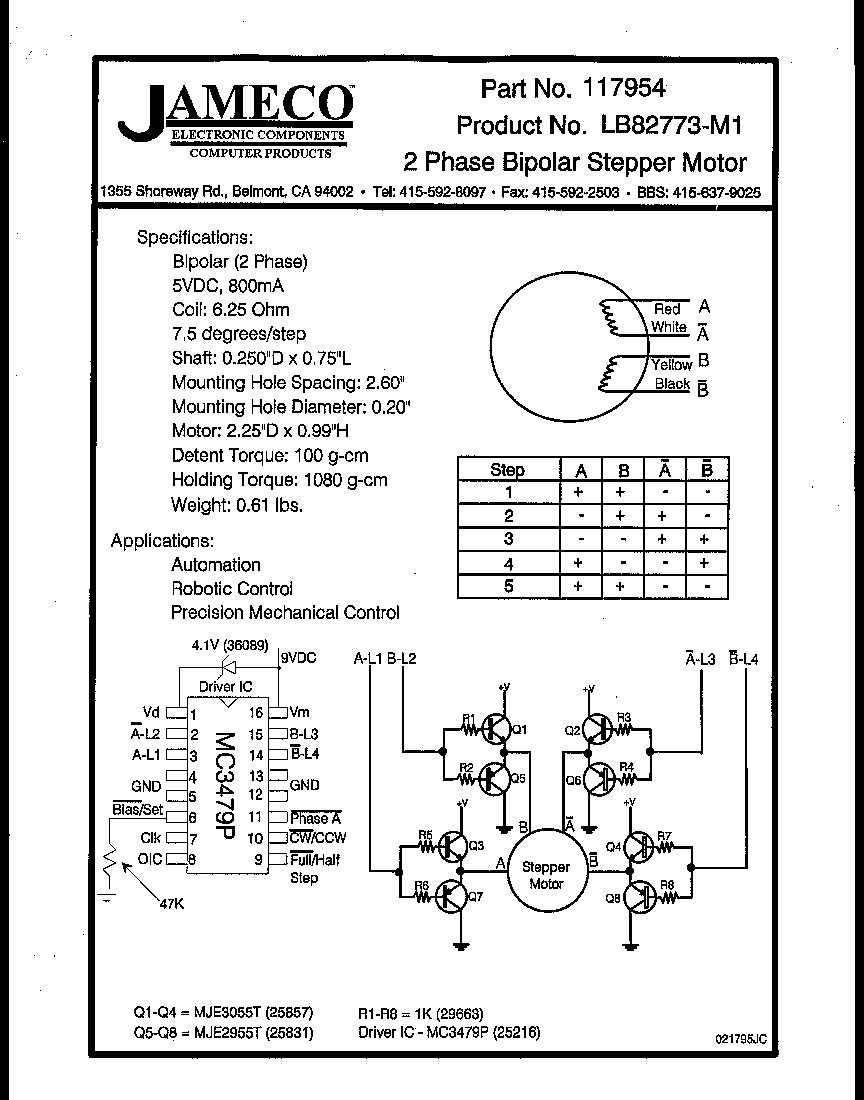 JAMECO
ELECTRONIC COMPONENTS
COMPUTER PRODUCTS
Part No. 117954
Product No. LB82773-M1
2 Phase Bipolar Stepper Motor
1355 Shoreway Rd., Belmont, CA 94002 • Tel: 415-592-8097 • Fax: 415-592-2503 • BBS: 415-637-9025
Specifications:
Bipolar (2 Phase)
5VDC, 800mA
Coil: 6.25 Ohm
7.5 degrees/step
Shaft: 0.250"D x 0.75"L
Mounting Hole Spacing: 2.60"
Mounting Hole Diameter: 0.20"
Motor: 2.25"D x 0.99"H
Detent Torque: 100 g-cm
Holding Torque: 1080 g-cm
Weight: 0.61 lbs.
Applications:
Automation
Robotic Control
Precision Mechanical Control
Red A
White A̅
Yellow B
Black B̅
Step A B A̅ B̅
1 + + - -
2 - + + -
3 - - + +
4 + - - +
5 + + - -
4.1V (36089)
9VDC
Driver IC
MC3479P
Vd 1 16 Vm
A̅-L2 2 15 B-L3
A-L1 3 14 B̅-L4
4 13
GND GND
5 12
Bias/Set 6 11 Phase A
Clk 7 10 CW/CCW
OIC 8 9 Full/Half
Step
47K
A-L1 B-L2
A̅-L3 B̅-L4
+V
+V
R1 Q1
Q2 R3
R2 Q5
Q6 R4
+V
+V
B A̅
R5 Q3
Q4 R7
A B̅
Stepper
Motor
R6 Q7
Q8 R8
Q1-Q4 = MJE3055T (25857)
Q5-Q8 = MJE2955T (25831)
R1-R8 = 1K (29663)
Driver IC - MC3479P (25216)
021795JC